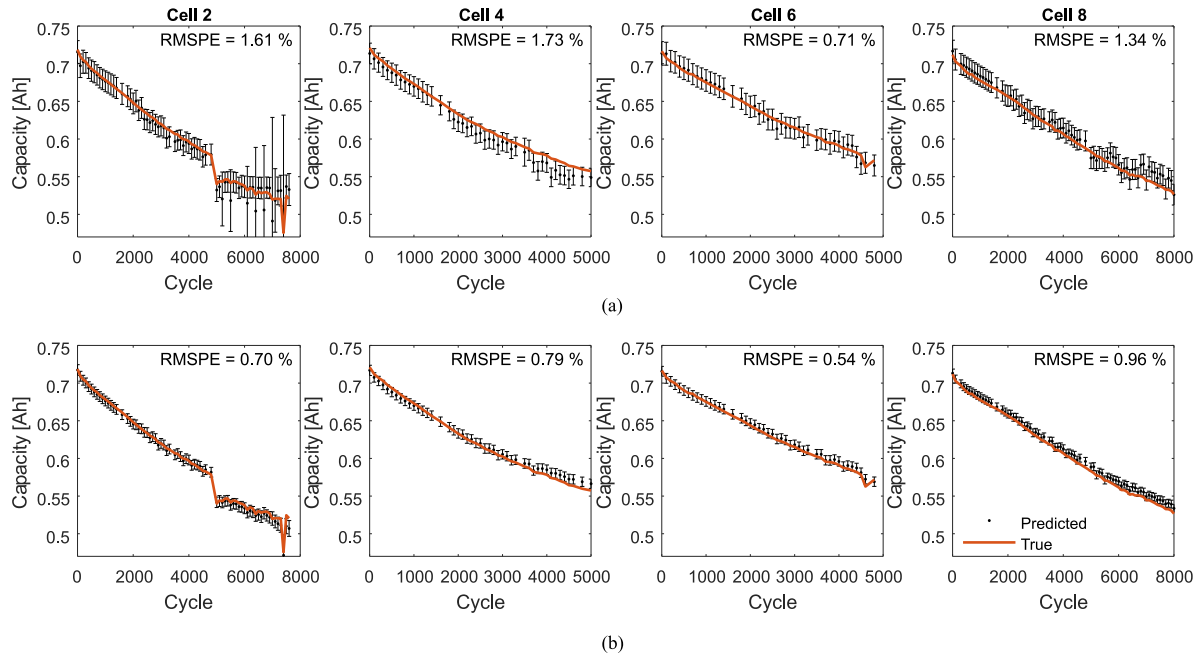 Cell 2 Cell 4 Cell 6 Cell 8
RMSPE = 1.61 % RMSPE = 1.73 % RMSPE = 0.71 % RMSPE = 1.34 %
0.75 0.75 0.75 0.75
0.7 0.7 0.7 0.7
0.65 0.65 0.65 0.65
0.6 0.6 0.6 0.6
0.55 0.55 0.55 0.55
0.5 0.5 0.5 0.5
Capacity [Ah] Capacity [Ah] Capacity [Ah] Capacity [Ah]
0 2000 4000 6000 8000 0 1000 2000 3000 4000 5000 0 1000 2000 3000 4000 5000 0 2000 4000 6000 8000
Cycle Cycle Cycle Cycle
(a)
RMSPE = 0.70 % RMSPE = 0.79 % RMSPE = 0.54 % RMSPE = 0.96 %
0.75 0.75 0.75 0.75
0.7 0.7 0.7 0.7
0.65 0.65 0.65 0.65
0.6 0.6 0.6 0.6
0.55 0.55 0.55 0.55
0.5 0.5 0.5 0.5
Capacity [Ah] Capacity [Ah] Capacity [Ah] Capacity [Ah]
Predicted
True
0 2000 4000 6000 8000 0 1000 2000 3000 4000 5000 0 1000 2000 3000 4000 5000 0 2000 4000 6000 8000
Cycle Cycle Cycle Cycle
(b)